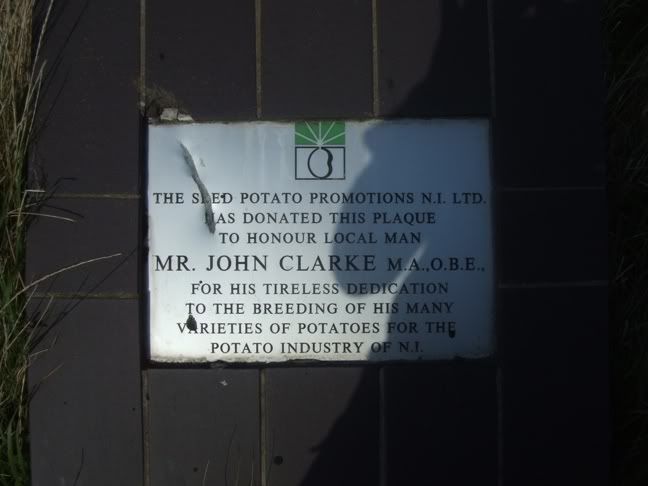 THE SEED POTATO PROMOTIONS N.I. LTD.
HAS DONATED THIS PLAQUE
TO HONOUR LOCAL MAN
MR. JOHN CLARKE M.A.,O.B.E.,
FOR HIS TIRELESS DEDICATION
TO THE BREEDING OF HIS MANY
VARIETIES OF POTATOES FOR THE
POTATO INDUSTRY OF N.I.